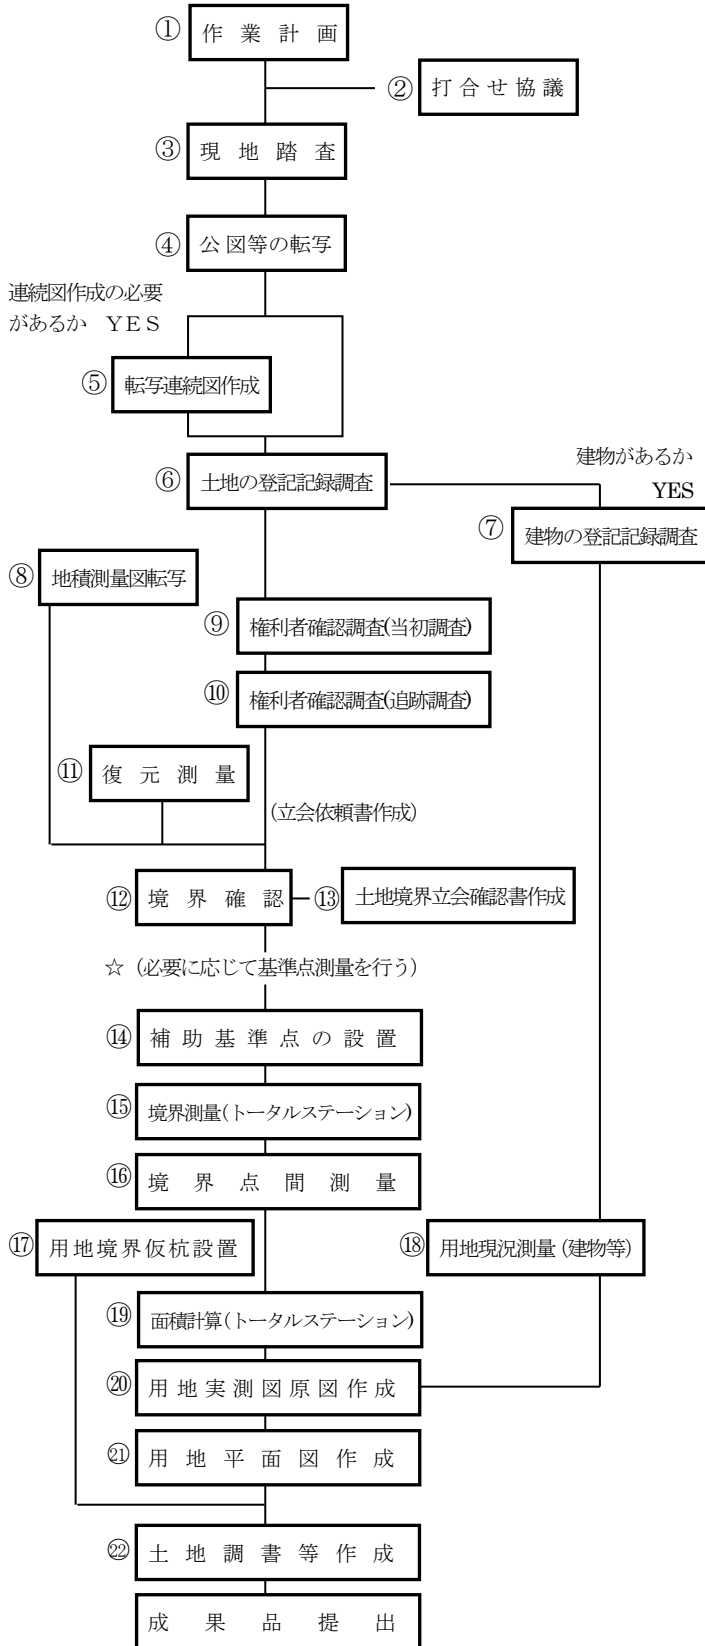 ① 作業計画
② 打合せ協議
③ 現地踏査
④ 公図等の転写
連続図作成の必要
があるか　ＹＥＳ
⑤ 転写連続図作成
⑥ 土地の登記記録調査
建物があるか
YES
⑦ 建物の登記記録調査
⑧ 地積測量図転写
⑨ 権利者確認調査(当初調査)
⑩ 権利者確認調査(追跡調査)
⑪ 復元測量
(立会依頼書作成)
⑫ 境界確認
⑬ 土地境界立会確認書作成
☆（必要に応じて基準点測量を行う）
⑭ 補助基準点の設置
⑮ 境界測量(トータルステーション)
⑯ 境界点間測量
⑰ 用地境界仮杭設置
⑱ 用地現況測量(建物等)
⑲ 面積計算(トータルステーション)
⑳ 用地実測図原図作成
㉑ 用地平面図作成
㉒ 土地調書等作成
成果品提出